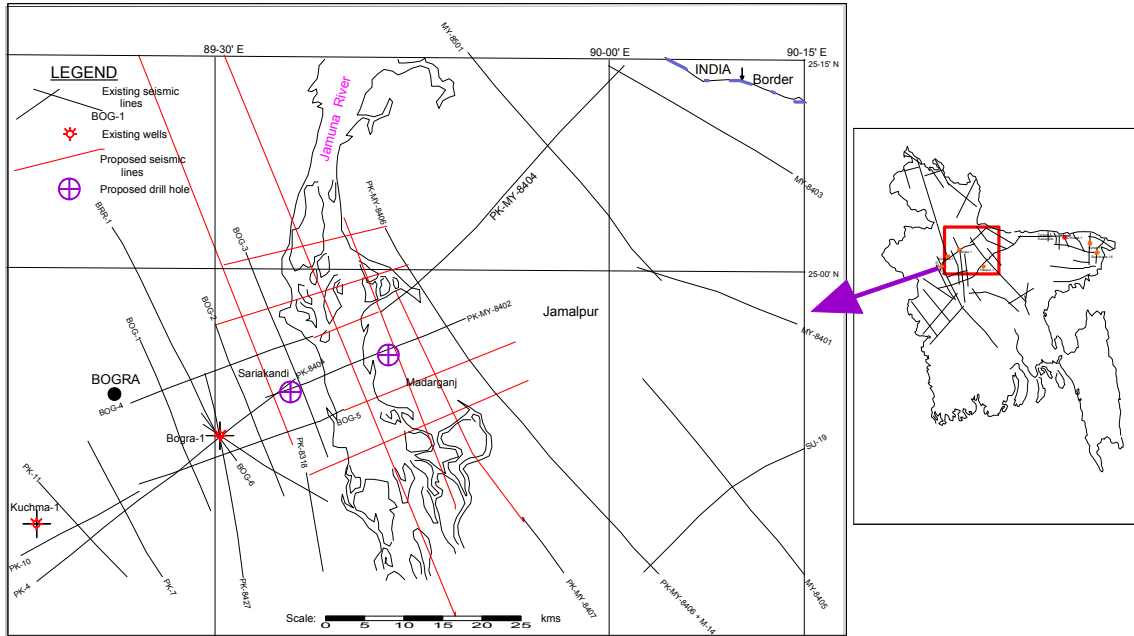 89-30' E
90-00' E
90-15' E
25-15' N
LEGEND
Existing seismic
lines
BOG-1
Existing wells
Proposed seismic
lines
Proposed drill hole
MY-8501
INDIA
Border
Jamuna River
MY-8403
PK-MY-8404
PK-MY-8406
BRR-1
BOG-3
25-00' N
BOG-2
BOG-1
PK-MY-8402
Jamalpur
MY-8401
BOGRA
Sariakandi
PK-8404
Madarganj
BOG-4
BOG-5
Bogra-1
PK-8318
BOG-6
SU-19
PK-11
Kuchma-1
PK-10
PK-4
PK-7
PK-8427
PK-MY-8407
PK-MY-8406 + M-14
MY-8405
Scale:
0 5 10 15 20 25
kms